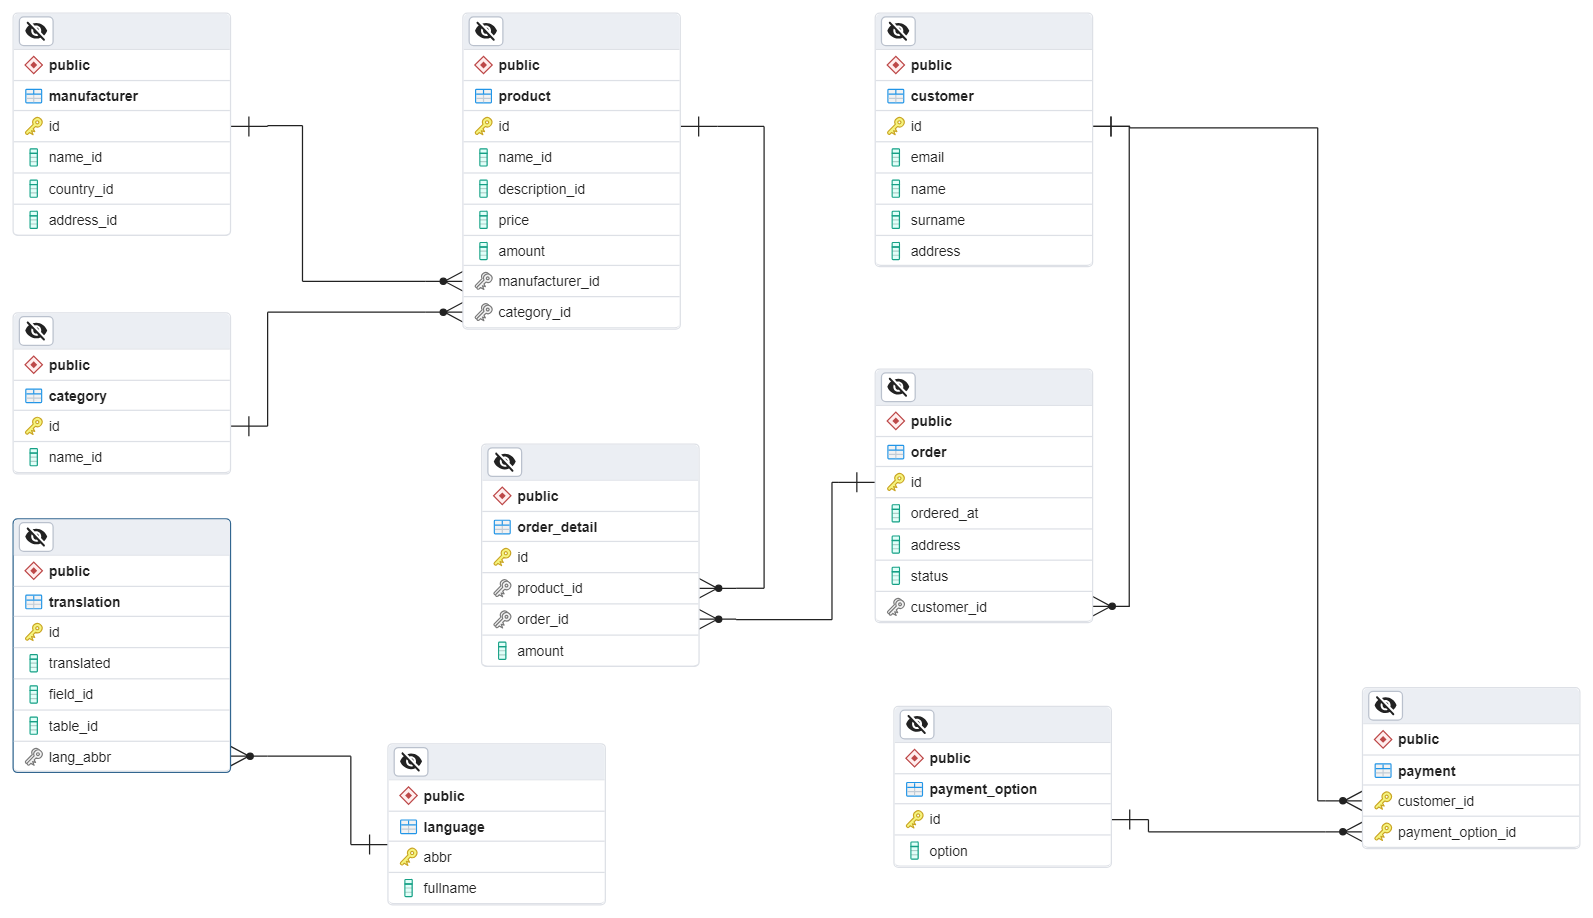 public
manufacturer
id
name_id
country_id
address_id
public
product
id
name_id
description_id
price
amount
manufacturer_id
category_id
public
customer
id
email
name
surname
address
public
category
id
name_id
public
order
id
ordered_at
address
status
customer_id
public
order_detail
id
product_id
order_id
amount
public
translation
id
translated
field_id
table_id
lang_abbr
public
language
abbr
fullname
public
payment_option
id
option
public
payment
customer_id
payment_option_id